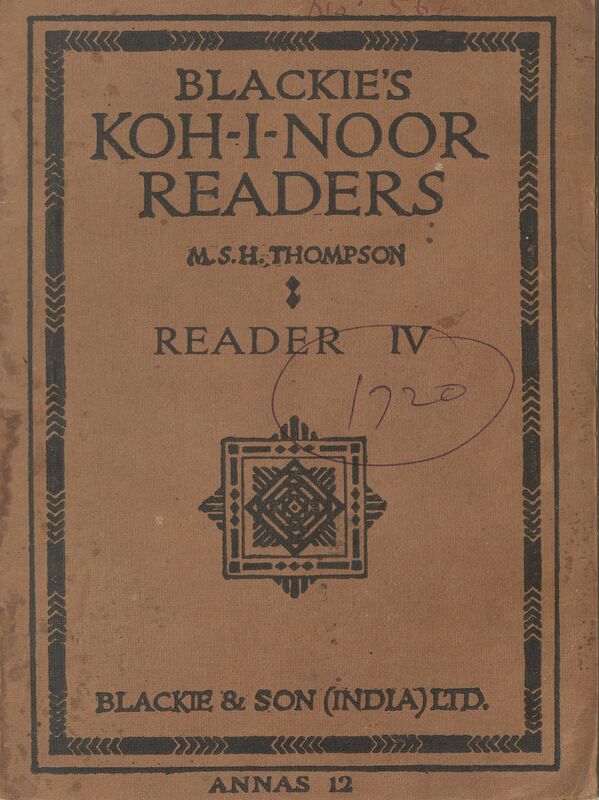 BLACKIE'S
KOH-I-NOOR
READERS
M.S.H. THOMPSON
READER IV
1720
BLACKIE & SON (INDIA) LTD.
ANNAS 12